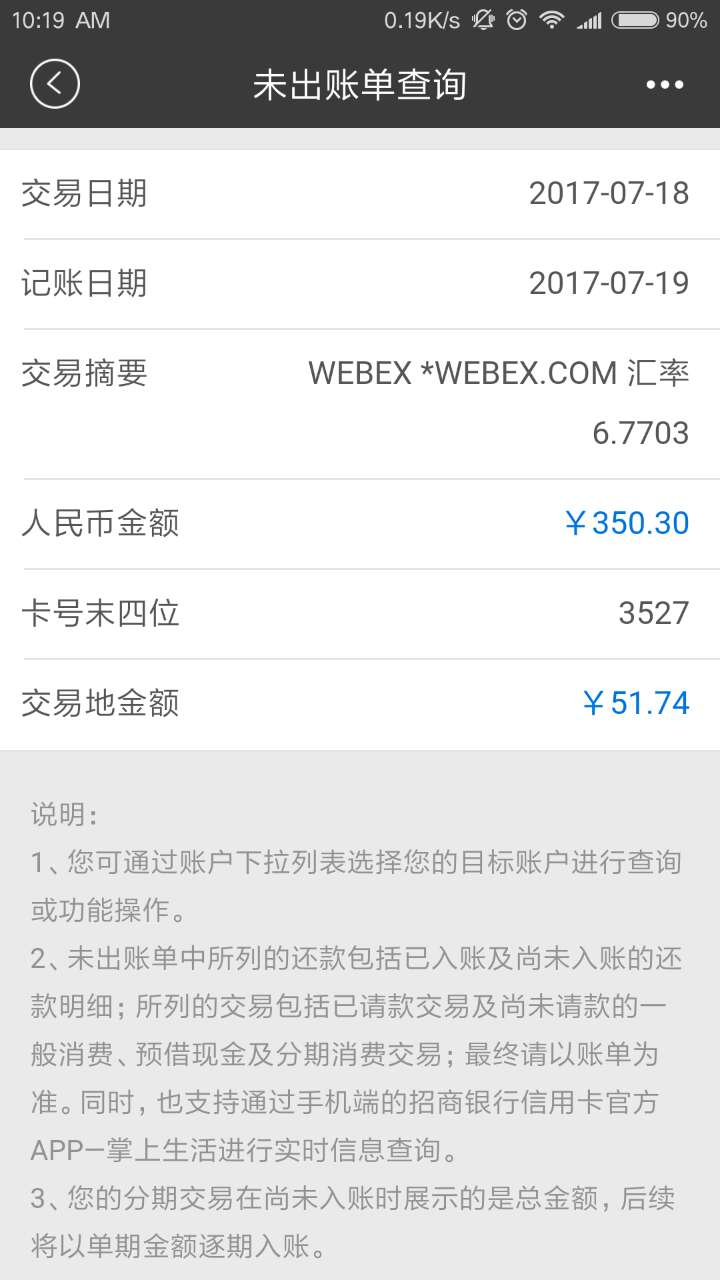 10:19 AM 0.19K/s 90%
未出账单查询
交易日期 2017-07-18
记账日期 2017-07-19
交易摘要 WEBEX *WEBEX.COM 汇率
6.7703
人民币金额 ￥350.30
卡号末四位 3527
交易地金额 ￥51.74
说明：
1、您可通过账户下拉列表选择您的目标账户进行查询
或功能操作。
2、未出账单中所列的还款包括已入账及尚未入账的还
款明细；所列的交易包括已请款交易及尚未请款的一
般消费、预借现金及分期消费交易；最终请以账单为
准。同时，也支持通过手机端的招商银行信用卡官方
APP—掌上生活进行实时信息查询。
3、您的分期交易在尚未入账时展示的是总金额，后续
将以单期金额逐期入账。